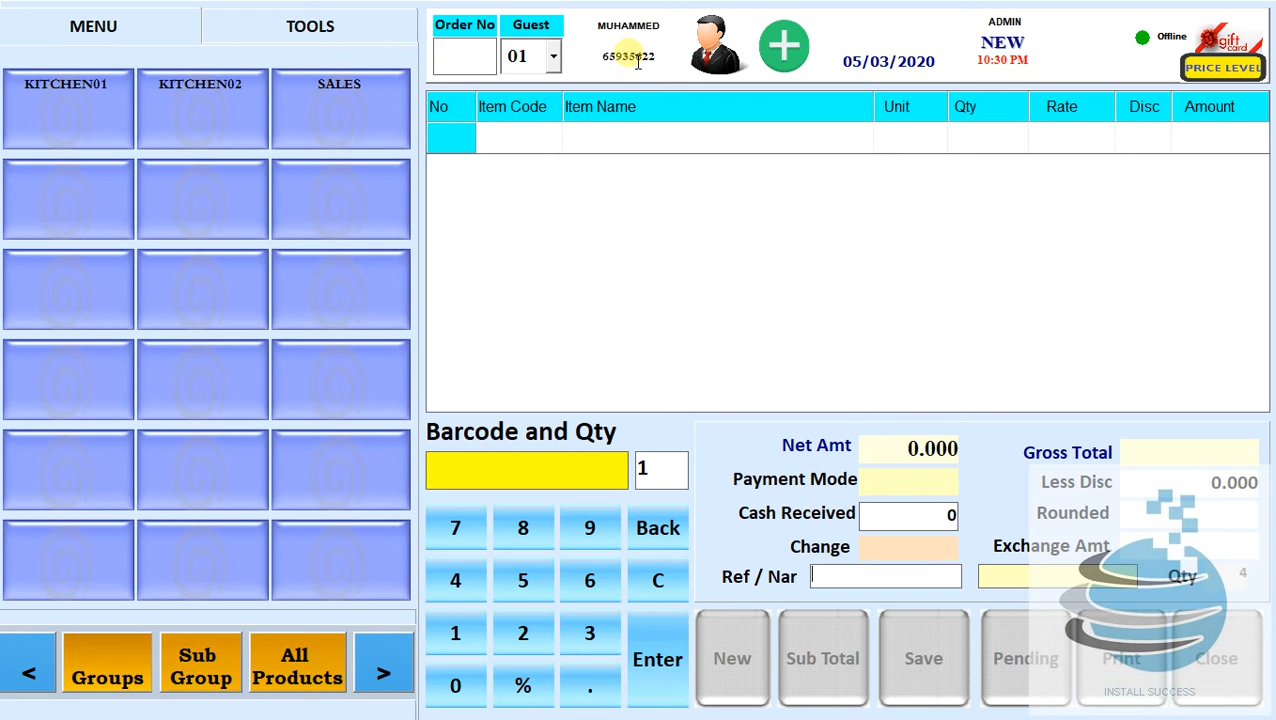 MENU
TOOLS
KITCHEN01
KITCHEN02
SALES
<
Groups
Sub
Group
All
Products
>
Order No
Guest
01
MUHAMMED
05/03/2020
ADMIN
NEW
10:30 PM
Offline
gift
card
PRICE LEVEL
No
Item Code
Item Name
Unit
Qty
Rate
Disc
Amount
Barcode and Qty
1
7
8
9
Back
4
5
6
C
1
2
3
Enter
0
%
.
Net Amt
0.000
Payment Mode
Cash Received
0
Change
Ref / Nar
Gross Total
Less Disc
0.000
Rounded
Exchange Amt
Qty
4
New
Sub Total
Save
Pending
Print
Close
INSTALL SUCCESS